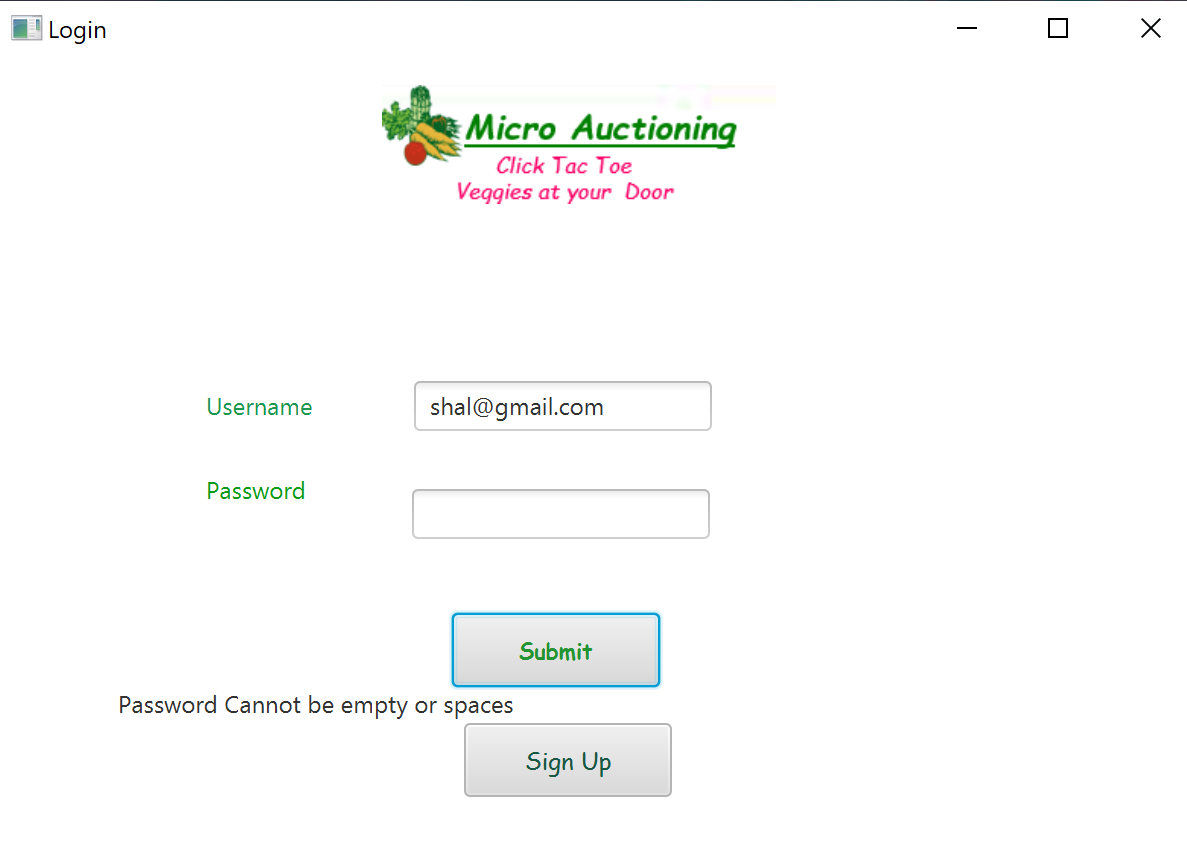 Login
Micro Auctioning
Click Tac Toe
Veggies at your Door
Username
shal@gmail.com
Password
Submit
Password Cannot be empty or spaces
Sign Up